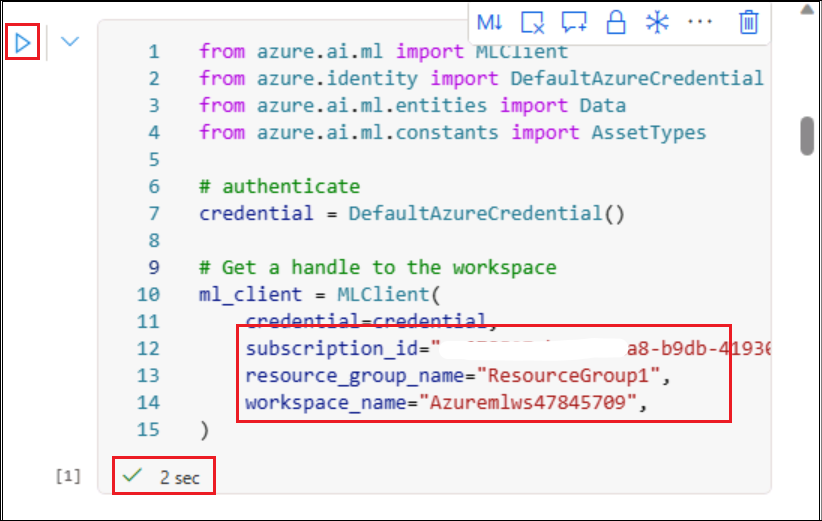 M↓
1 from azure.ai.ml import MLClient
2 from azure.identity import DefaultAzureCredential
3 from azure.ai.ml.entities import Data
4 from azure.ai.ml.constants import AssetTypes
5
6 # authenticate
7 credential = DefaultAzureCredential()
8
9 # Get a handle to the workspace
10 ml_client = MLClient(
11 credential=credential,
12 subscription_id=" a8-b9db-41930
13 resource_group_name="ResourceGroup1",
14 workspace_name="Azuremlws47845709",
15 )
[1] 2 sec